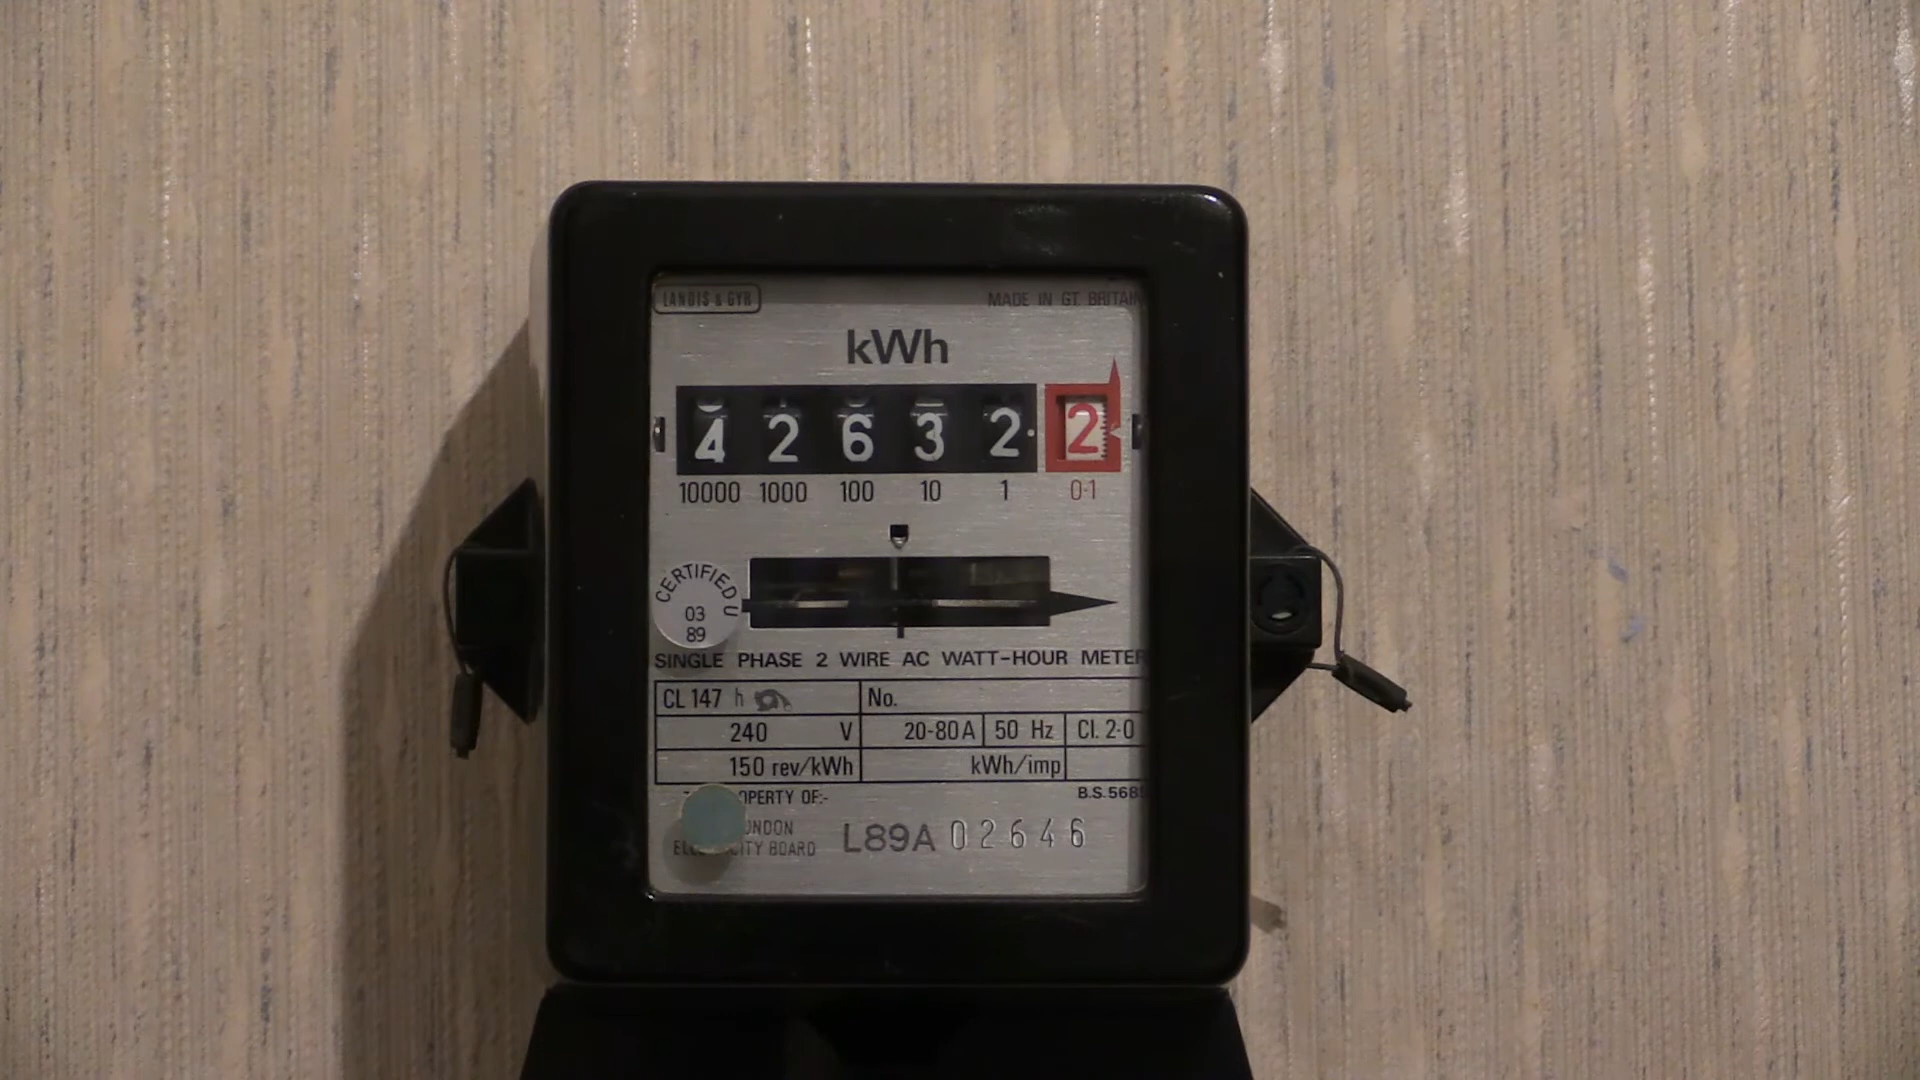 LANDIS & GYR
MADE IN GT. BRITAIN
kWh
4 2 6 3 2 · 2
10000 1000 100 10 1 0·1
CERTIFIED U
03
89
SINGLE PHASE 2 WIRE AC WATT-HOUR METER
CL 147 h No.
240 V 20-80A 50 Hz Cl. 2·0
150 rev/kWh kWh/imp
OPERTY OF:- B.S. 568
NDON
CITY BOARD
L89A 02646